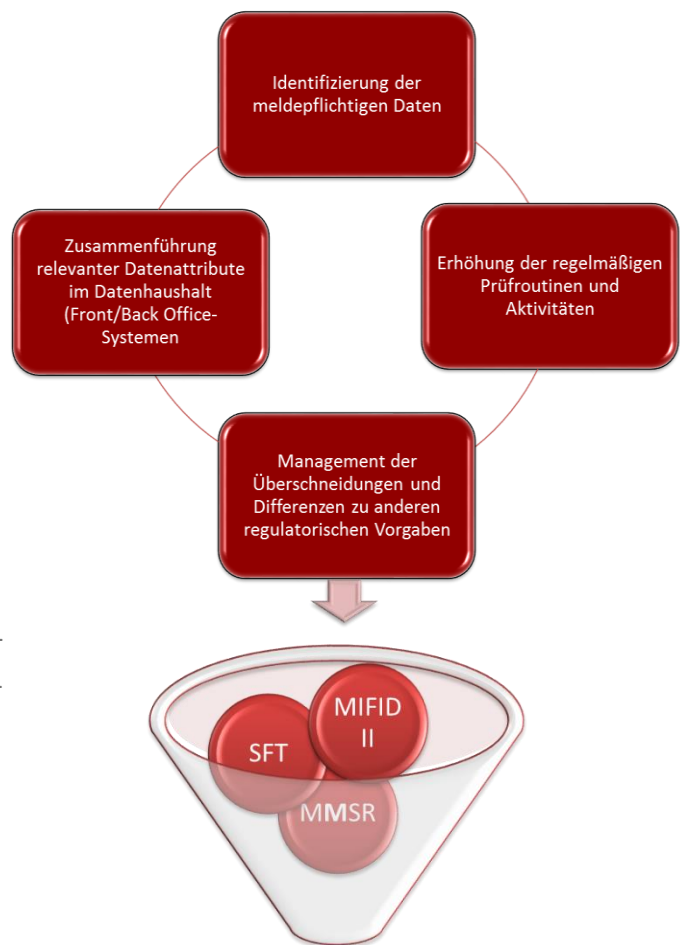 Identifizierung der
meldepflichtigen Daten
Zusammenführung
relevanter Datenattribute
im Datenhaushalt
(Front/Back Office-
Systemen
Erhöhung der regelmäßigen
Prüfroutinen und
Aktivitäten
Management der
Überschneidungen und
Differenzen zu anderen
regulatorischen Vorgaben
MIFID
II
SFT
MMSR